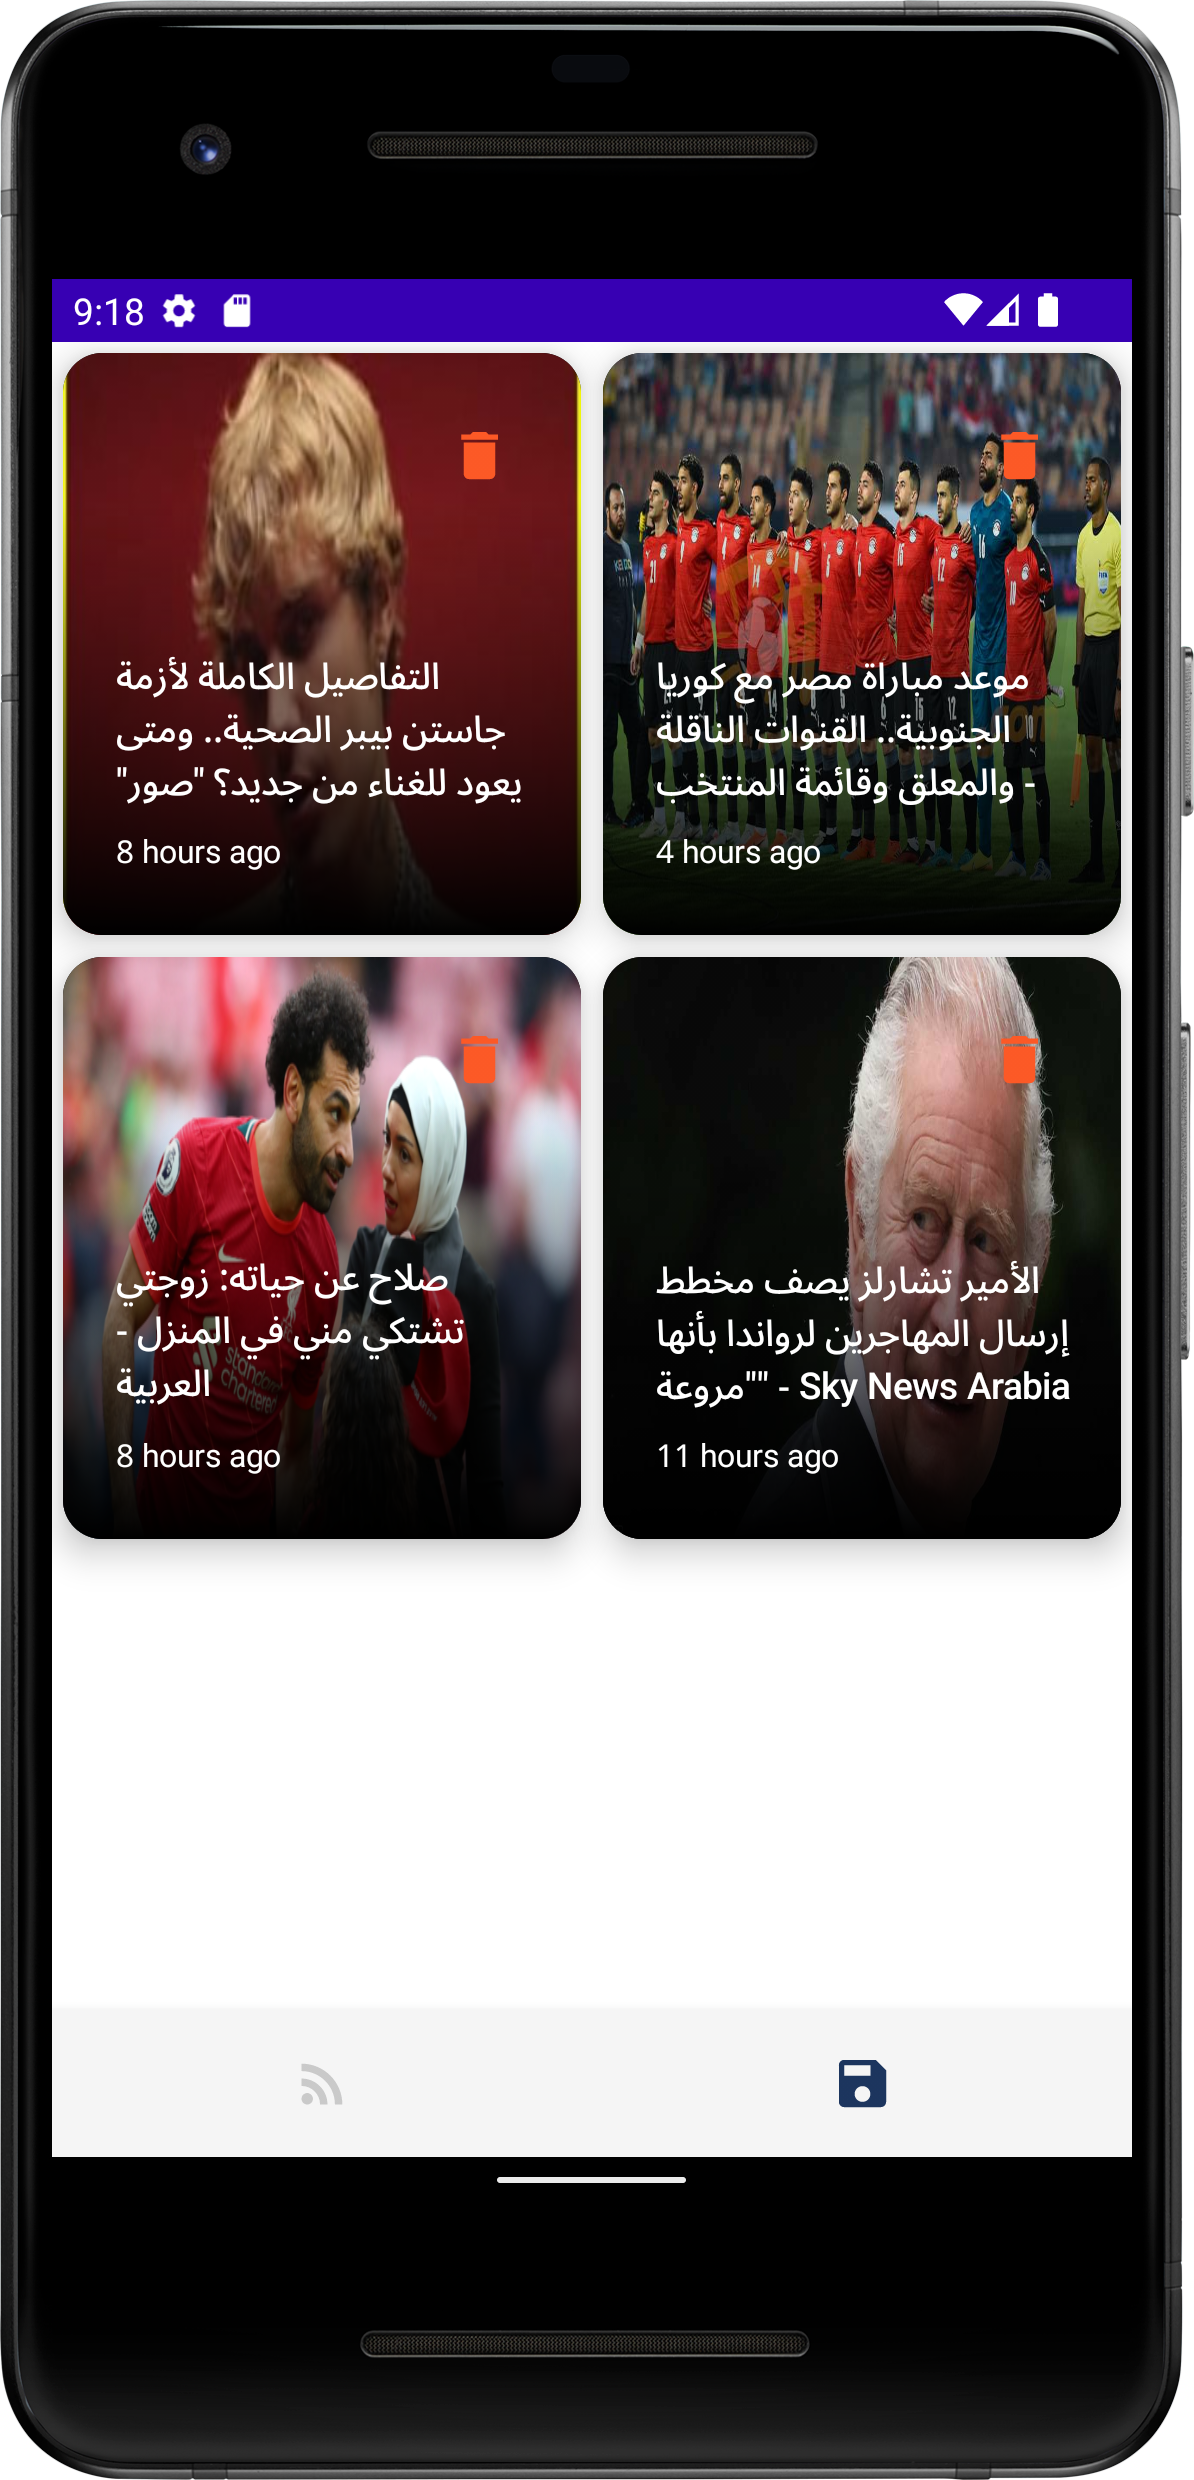 9:18
التفاصيل الكاملة لأزمة
جاستن بيبر الصحية.. ومتى
يعود للغناء من جديد؟ "صور"
8 hours ago
موعد مباراة مصر مع كوريا
الجنوبية.. القنوات الناقلة
والمعلق وقائمة المنتخب -
4 hours ago
صلاح عن حياته: زوجتي
تشتكي مني في المنزل -
العربية
8 hours ago
الأمير تشارلز يصف مخطط
إرسال المهاجرين لرواندا بأنها
"مروعة" - Sky News Arabia
11 hours ago